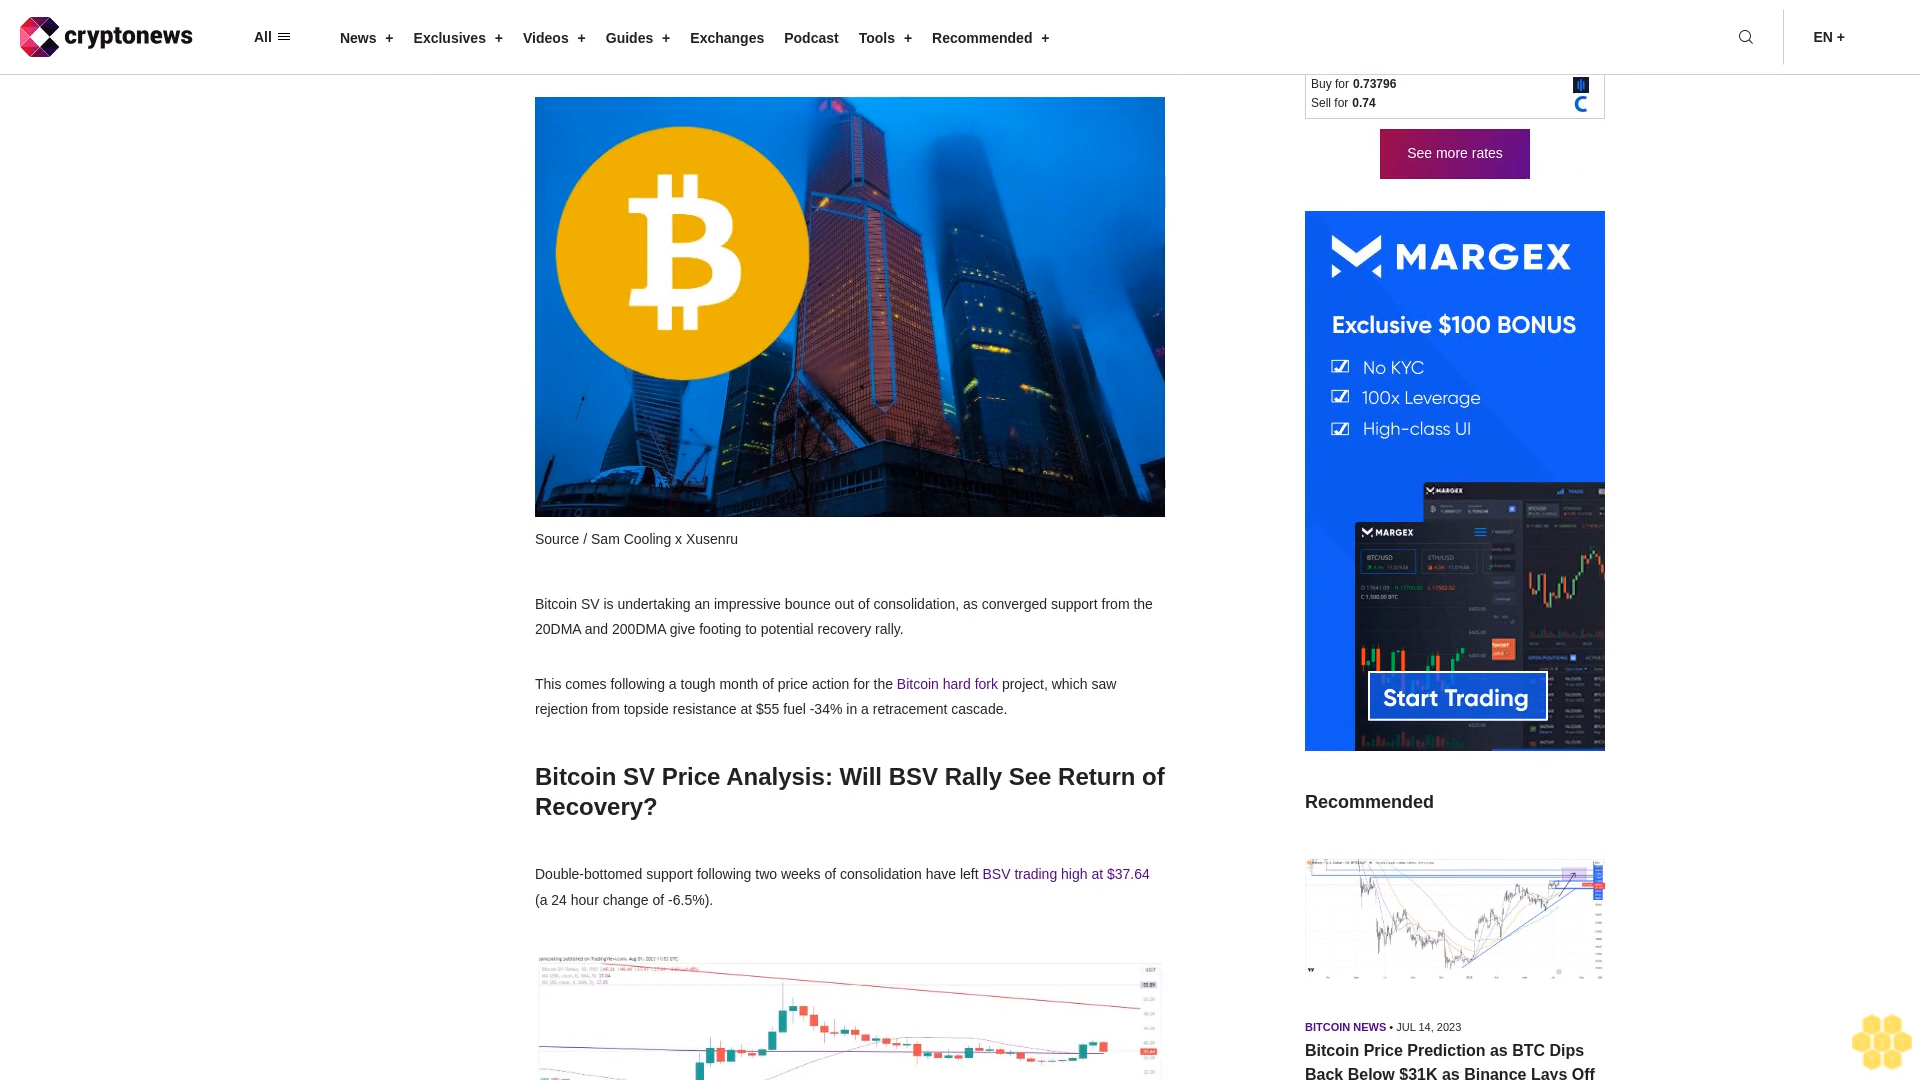 cryptonews
All
News +
Exclusives +
Videos +
Guides +
Exchanges
Podcast
Tools +
Recommended +
EN +
Source / Sam Cooling x Xusenru
Bitcoin SV is undertaking an impressive bounce out of consolidation, as converged support from the
20DMA and 200DMA give footing to potential recovery rally.
This comes following a tough month of price action for the Bitcoin hard fork project, which saw
rejection from topside resistance at $55 fuel -34% in a retracement cascade.
Bitcoin SV Price Analysis: Will BSV Rally See Return of
Recovery?
Double-bottomed support following two weeks of consolidation have left BSV trading high at $37.64
(a 24 hour change of -6.5%).
Buy for 0.73796
Sell for 0.74
See more rates
MARGEX
Exclusive $100 BONUS
No KYC
100x Leverage
High-class UI
MARGEX
TRADE
MARGEX
BTC/USD
ETH/USD
Start Trading
Recommended
BITCOIN NEWS • JUL 14, 2023
Bitcoin Price Prediction as BTC Dips
Back Below $31K as Binance Lays Off